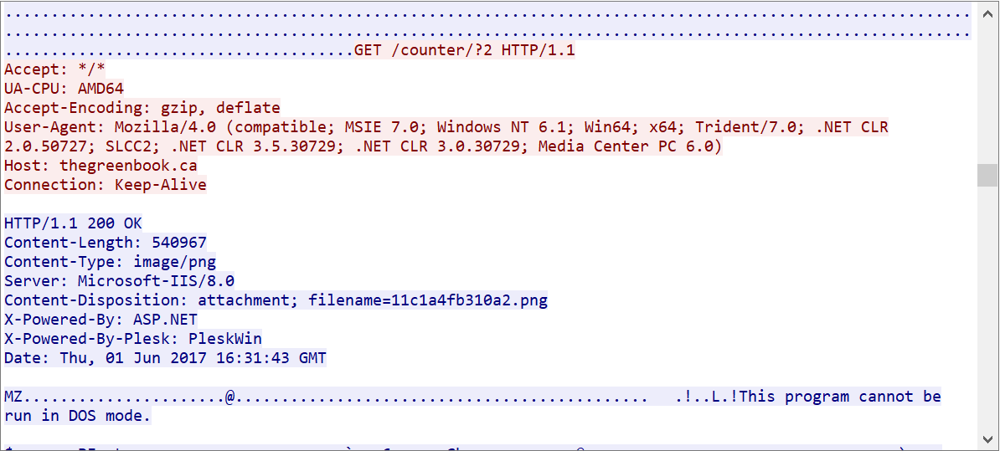 GET /counter/?2 HTTP/1.1
Accept: */*
UA-CPU: AMD64
Accept-Encoding: gzip, deflate
User-Agent: Mozilla/4.0 (compatible; MSIE 7.0; Windows NT 6.1; Win64; x64; Trident/7.0; .NET CLR
2.0.50727; SLCC2; .NET CLR 3.5.30729; .NET CLR 3.0.30729; Media Center PC 6.0)
Host: thegreenbook.ca
Connection: Keep-Alive
HTTP/1.1 200 OK
Content-Length: 540967
Content-Type: image/png
Server: Microsoft-IIS/8.0
Content-Disposition: attachment; filename=11c1a4fb310a2.png
X-Powered-By: ASP.NET
X-Powered-By-Plesk: PleskWin
Date: Thu, 01 Jun 2017 16:31:43 GMT
MZ......................@............................................. .!..L.!This program cannot be
run in DOS mode.